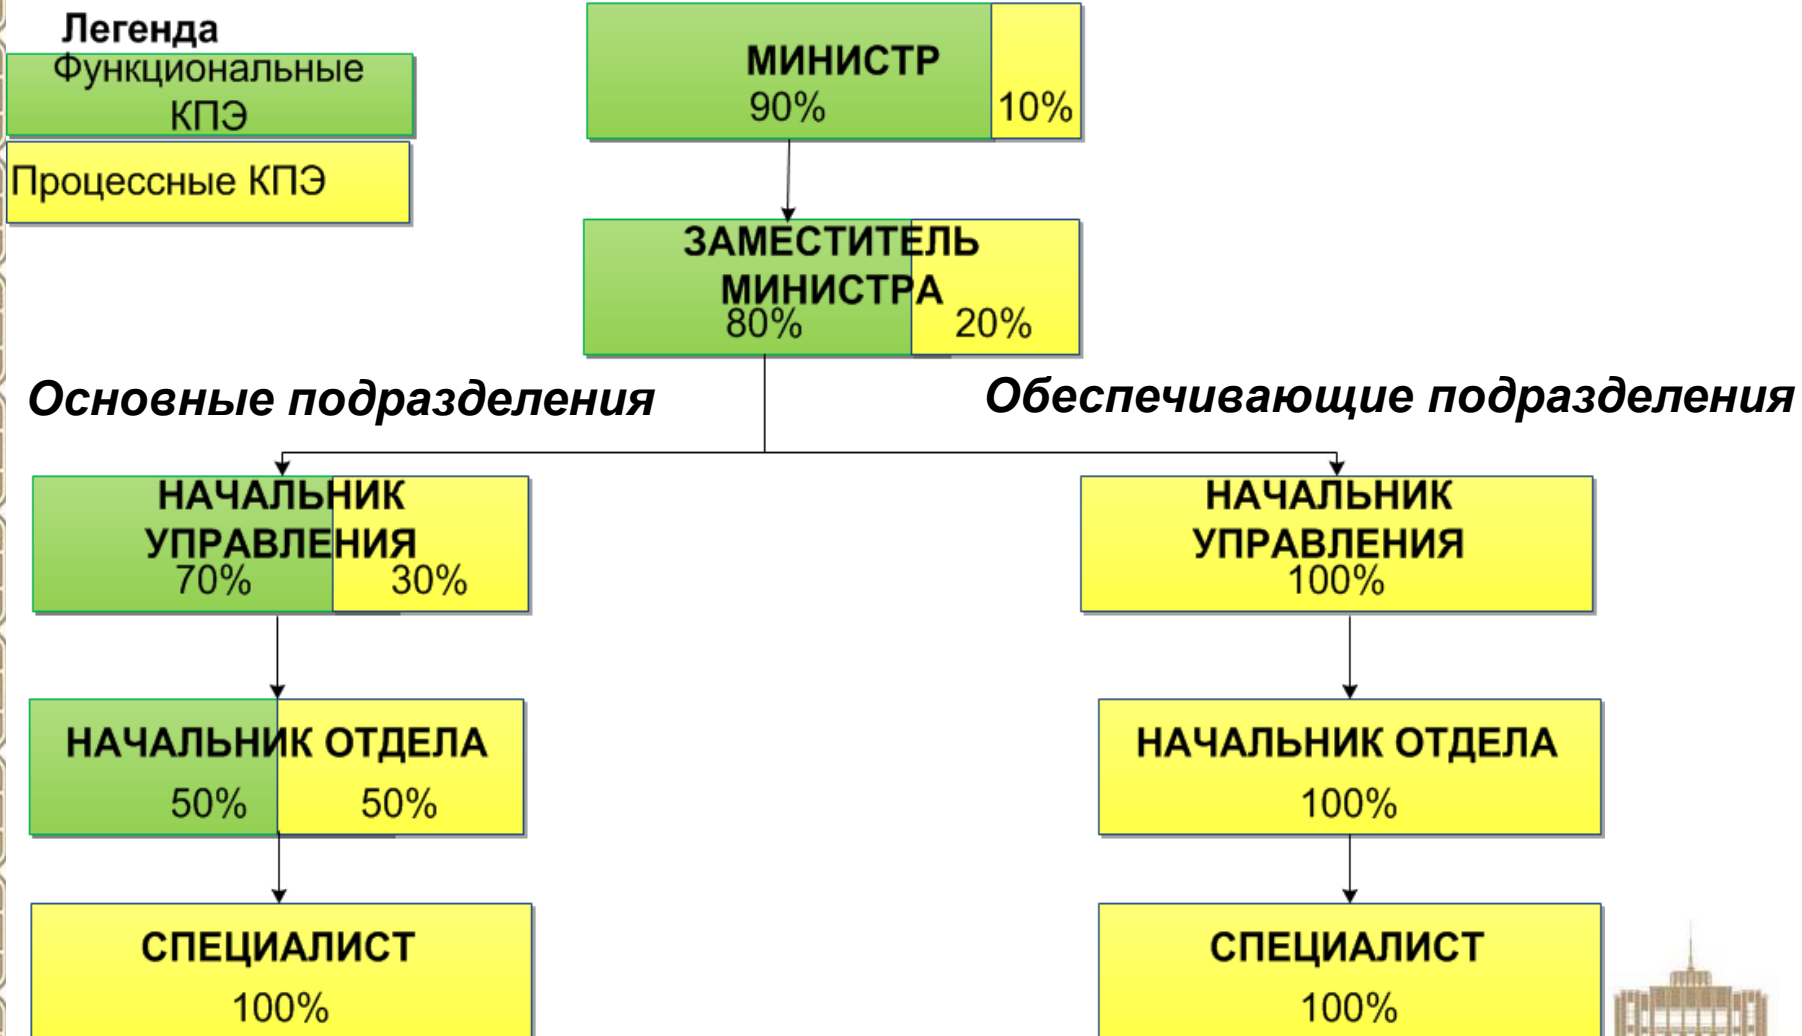 Легенда
Функциональные
КПЭ
Процессные КПЭ
МИНИСТР
90%
10%
ЗАМЕСТИТЕЛЬ
МИНИСТРА
80%
20%
Основные подразделения
Обеспечивающие подразделения
НАЧАЛЬНИК
УПРАВЛЕНИЯ
70%
30%
НАЧАЛЬНИК
УПРАВЛЕНИЯ
100%
НАЧАЛЬНИК ОТДЕЛА
50%
50%
НАЧАЛЬНИК ОТДЕЛА
100%
СПЕЦИАЛИСТ
100%
СПЕЦИАЛИСТ
100%